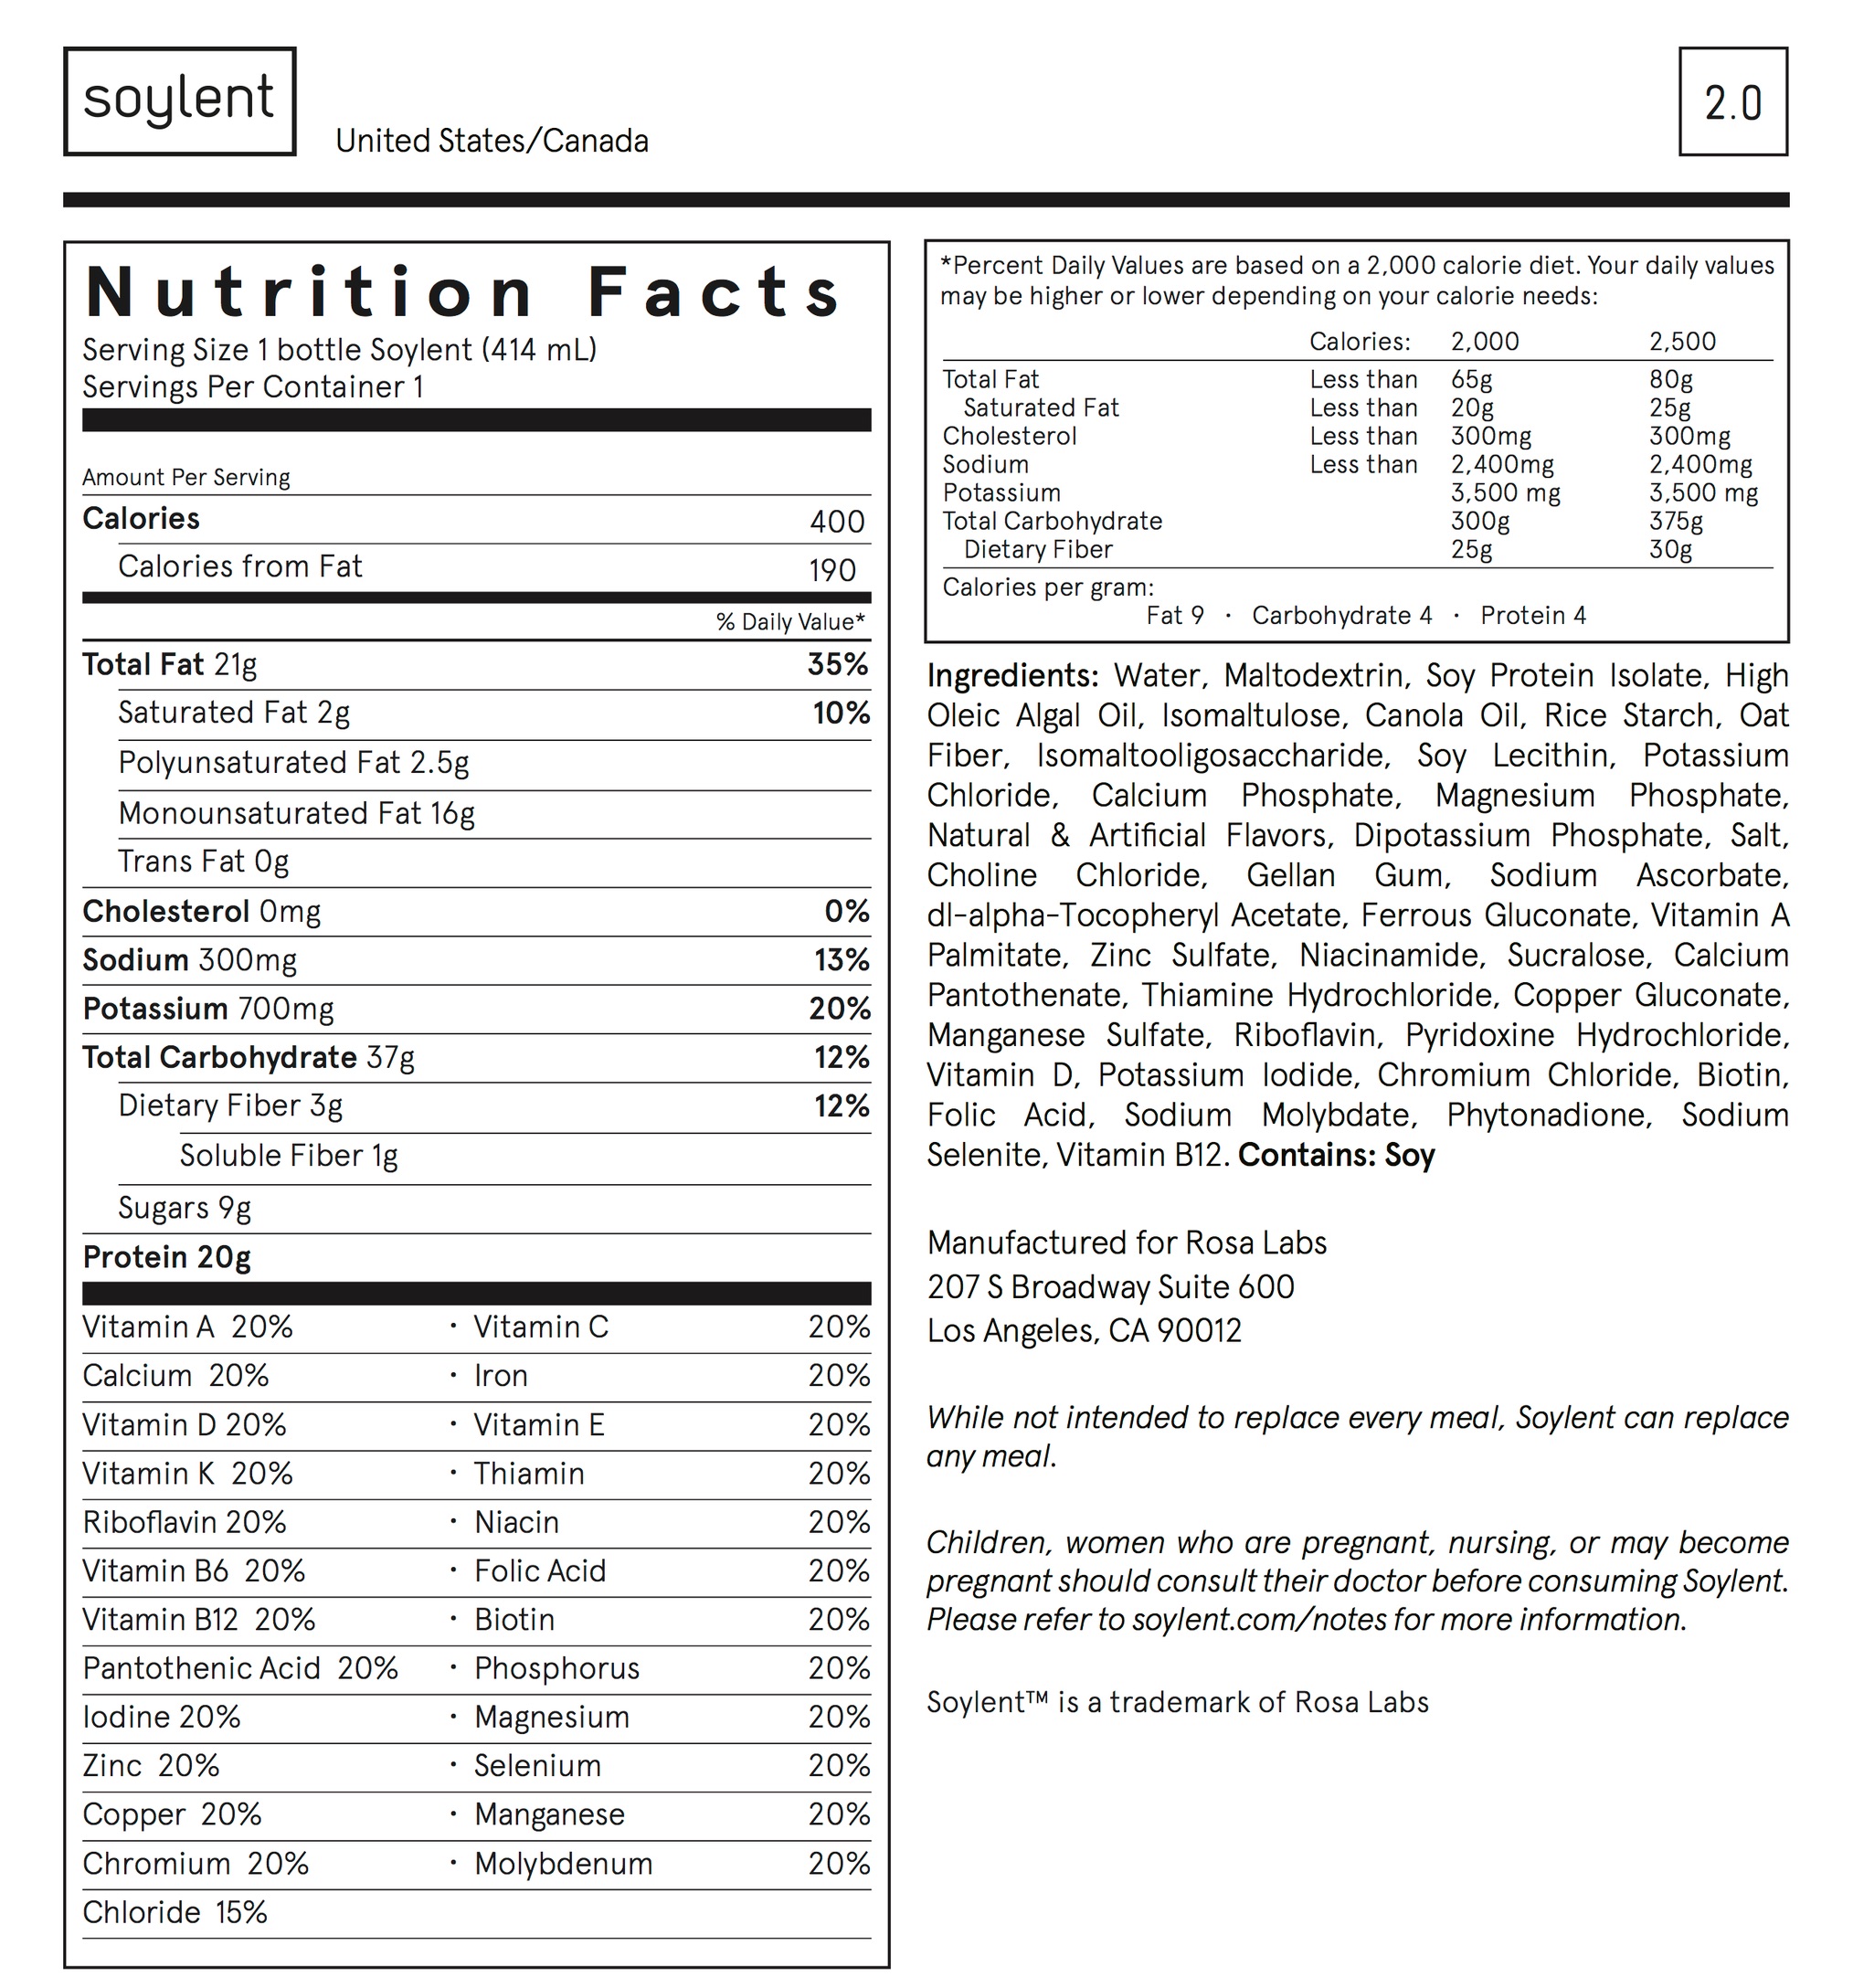 soylent
United States/Canada
2.0
Nutrition Facts
Serving Size 1 bottle Soylent (414 mL)
Servings Per Container 1
Amount Per Serving
Calories 400
Calories from Fat 190
% Daily Value*
Total Fat 21g 35%
Saturated Fat 2g 10%
Polyunsaturated Fat 2.5g
Monounsaturated Fat 16g
Trans Fat 0g
Cholesterol 0mg 0%
Sodium 300mg 13%
Potassium 700mg 20%
Total Carbohydrate 37g 12%
Dietary Fiber 3g 12%
Soluble Fiber 1g
Sugars 9g
Protein 20g
Vitamin A 20% · Vitamin C 20%
Calcium 20% · Iron 20%
Vitamin D 20% · Vitamin E 20%
Vitamin K 20% · Thiamin 20%
Riboflavin 20% · Niacin 20%
Vitamin B6 20% · Folic Acid 20%
Vitamin B12 20% · Biotin 20%
Pantothenic Acid 20% · Phosphorus 20%
Iodine 20% · Magnesium 20%
Zinc 20% · Selenium 20%
Copper 20% · Manganese 20%
Chromium 20% · Molybdenum 20%
Chloride 15%
*Percent Daily Values are based on a 2,000 calorie diet. Your daily values
may be higher or lower depending on your calorie needs:
Calories: 2,000 2,500
Total Fat Less than 65g 80g
Saturated Fat Less than 20g 25g
Cholesterol Less than 300mg 300mg
Sodium Less than 2,400mg 2,400mg
Potassium 3,500 mg 3,500 mg
Total Carbohydrate 300g 375g
Dietary Fiber 25g 30g
Calories per gram:
Fat 9 · Carbohydrate 4 · Protein 4
Ingredients: Water, Maltodextrin, Soy Protein Isolate, High
Oleic Algal Oil, Isomaltulose, Canola Oil, Rice Starch, Oat
Fiber, Isomaltooligosaccharide, Soy Lecithin, Potassium
Chloride, Calcium Phosphate, Magnesium Phosphate,
Natural & Artificial Flavors, Dipotassium Phosphate, Salt,
Choline Chloride, Gellan Gum, Sodium Ascorbate,
dl-alpha-Tocopheryl Acetate, Ferrous Gluconate, Vitamin A
Palmitate, Zinc Sulfate, Niacinamide, Sucralose, Calcium
Pantothenate, Thiamine Hydrochloride, Copper Gluconate,
Manganese Sulfate, Riboflavin, Pyridoxine Hydrochloride,
Vitamin D, Potassium Iodide, Chromium Chloride, Biotin,
Folic Acid, Sodium Molybdate, Phytonadione, Sodium
Selenite, Vitamin B12. Contains: Soy
Manufactured for Rosa Labs
207 S Broadway Suite 600
Los Angeles, CA 90012
While not intended to replace every meal, Soylent can replace
any meal.
Children, women who are pregnant, nursing, or may become
pregnant should consult their doctor before consuming Soylent.
Please refer to soylent.com/notes for more information.
Soylent™ is a trademark of Rosa Labs